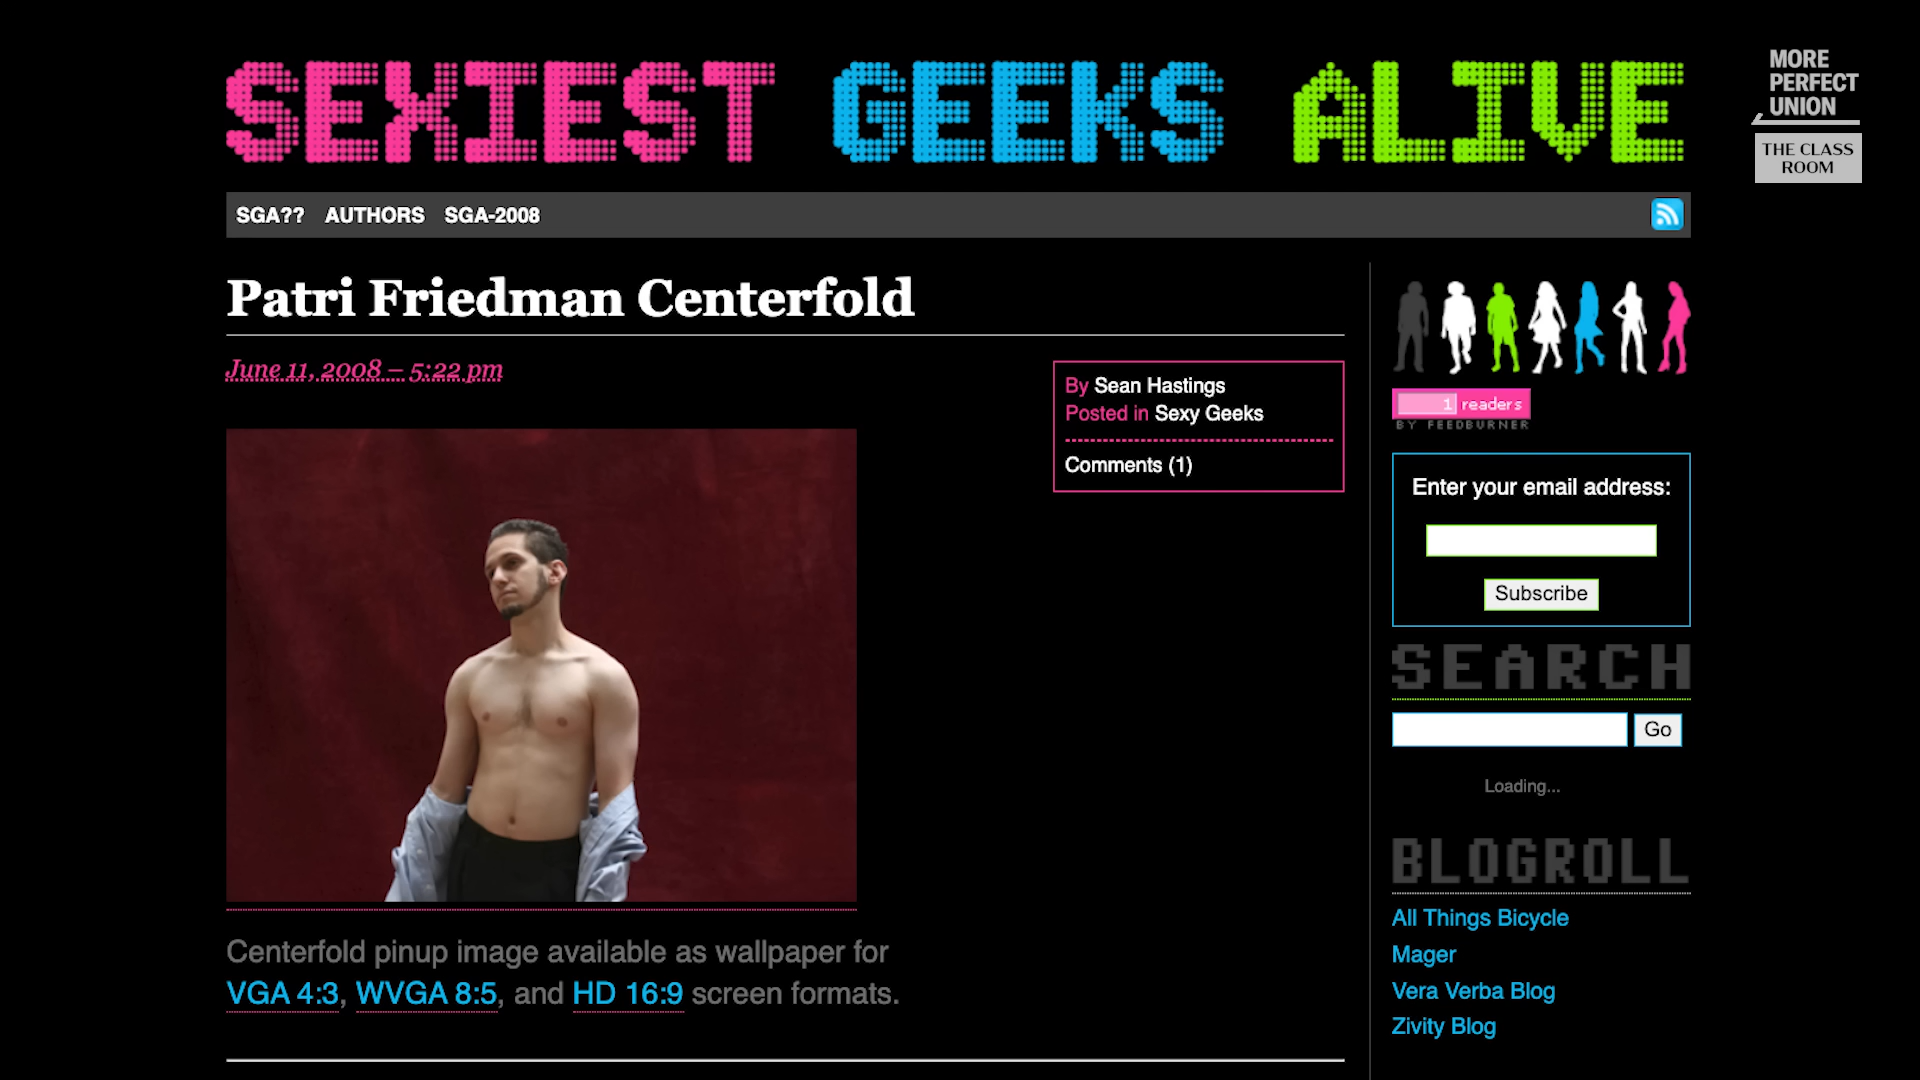 SEXIEST GEEKS ALIVE
MORE
PERFECT
UNION
THE CLASS
ROOM
SGA?? AUTHORS SGA-2008
Patri Friedman Centerfold
June 11, 2008 – 5:22 pm
By Sean Hastings
Posted in Sexy Geeks
Comments (1)
Centerfold pinup image available as wallpaper for
VGA 4:3, WVGA 8:5, and HD 16:9 screen formats.
1 readers
BY FEEDBURNER
Enter your email address:
Subscribe
SEARCH
Go
Loading...
BLOGROLL
All Things Bicycle
Mager
Vera Verba Blog
Zivity Blog